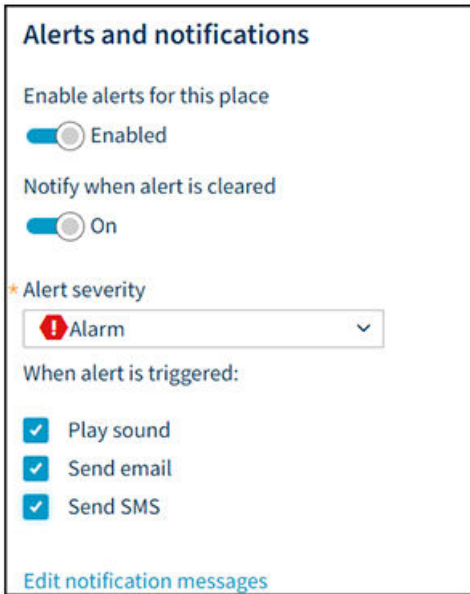 Alerts and notifications
Enable alerts for this place
Enabled
Notify when alert is cleared
On
* Alert severity
! Alarm
When alert is triggered:
Play sound
Send email
Send SMS
Edit notification messages